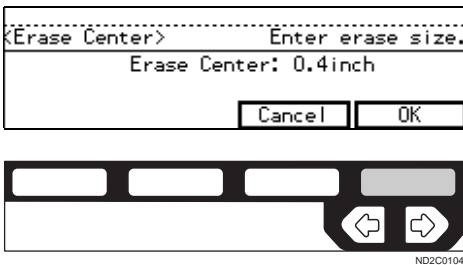 <Erase Center> Enter erase size.
Erase Center: 0.4inch
Cancel OK
ND2C0104